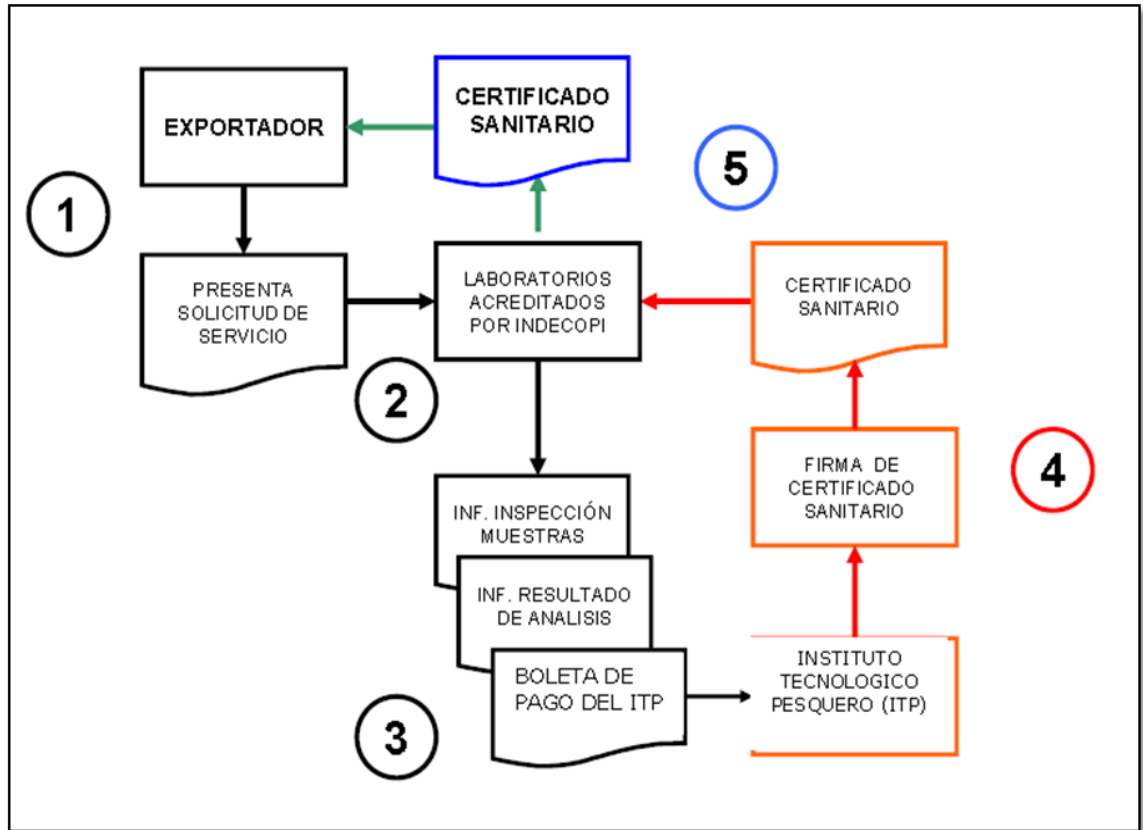 EXPORTADOR
CERTIFICADO
SANITARIO
5
1
PRESENTA
SOLICITUD DE
SERVICIO
LABORATORIOS
ACREDITADOS
POR INDECOPI
CERTIFICADO
SANITARIO
2
INF. INSPECCIÓN
MUESTRAS
FIRMA DE
CERTIFICADO
SANITARIO
4
INF. RESULTADO
DE ANALISIS
BOLETA DE
PAGO DEL ITP
INSTITUTO
TECNOLOGICO
PESQUERO (ITP)
3